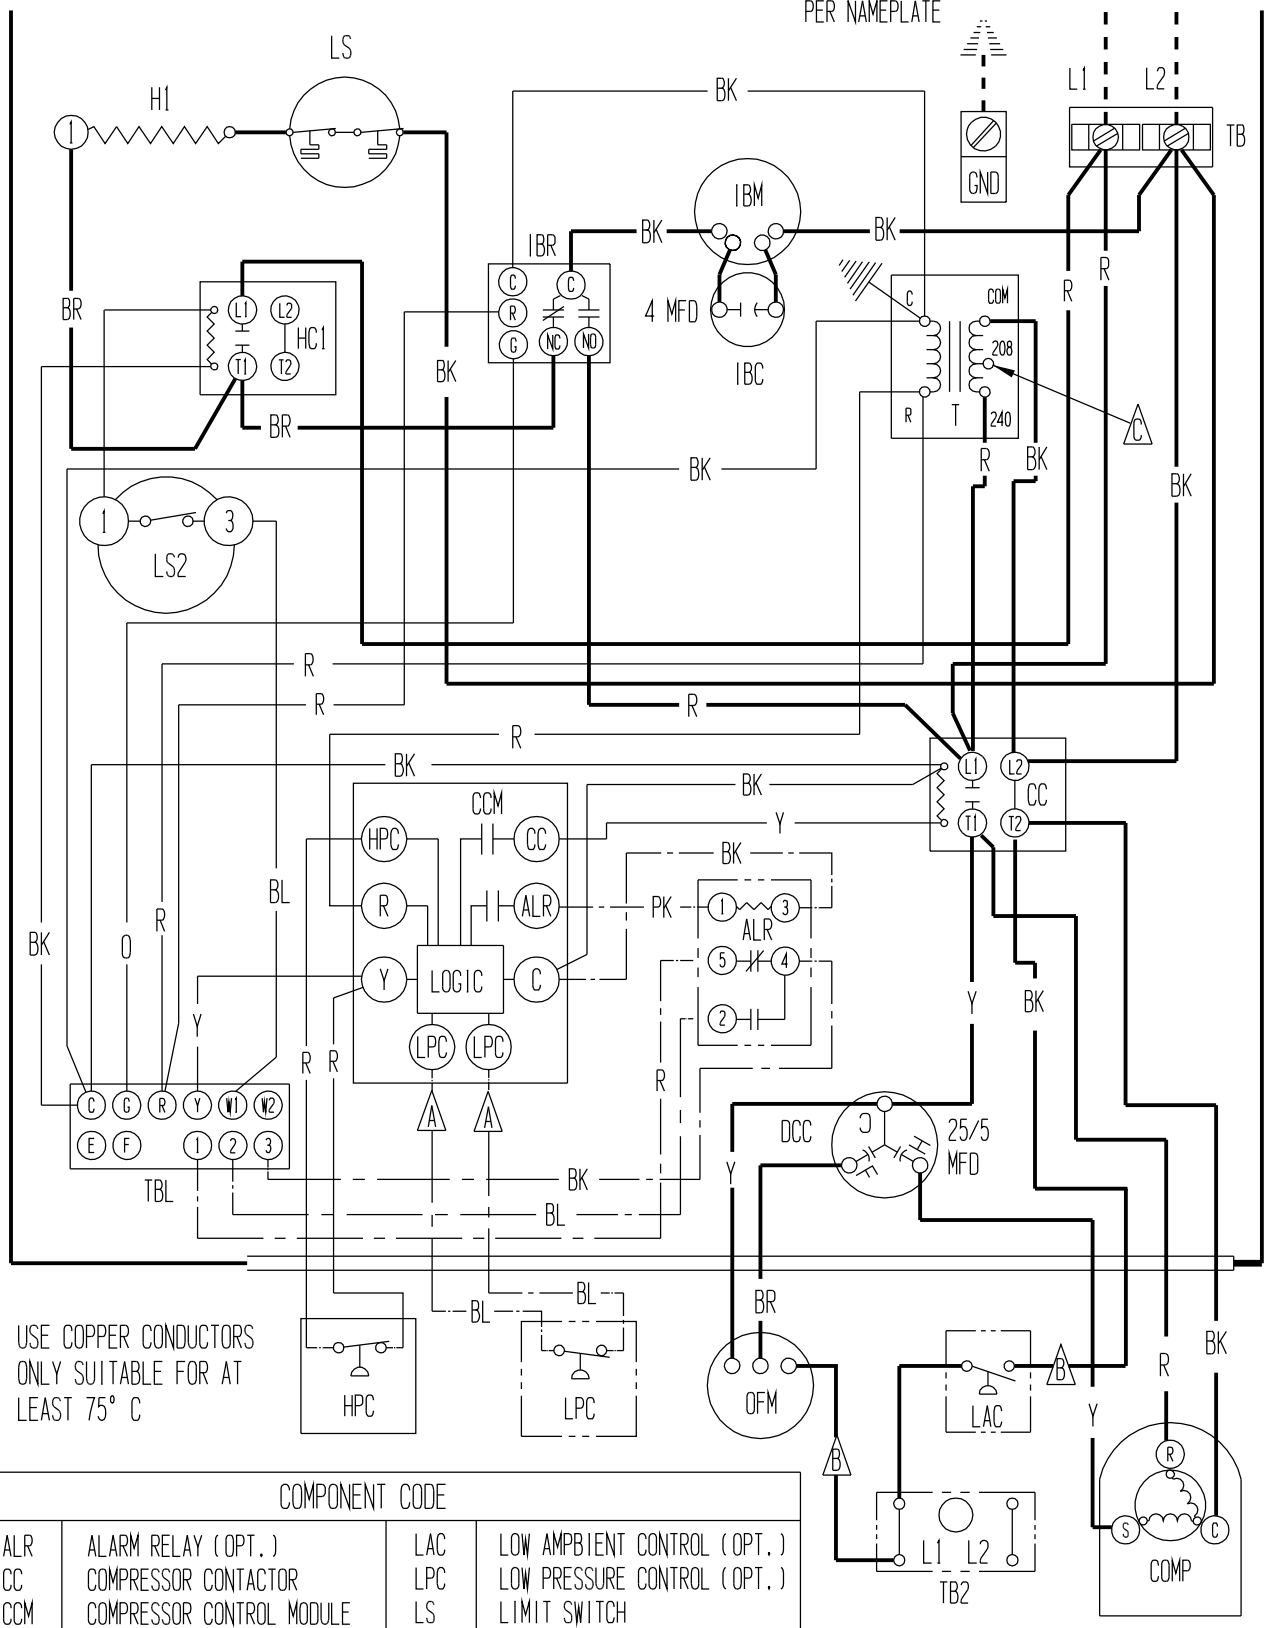 PER NAMEPLATE
LS
H1
BK
L1 L2
TB
1
GND
IBM
BK
BK
IBR
C
C
R
G
NC NO
4 MFD
IBC
BR
L1 L2
HC1
T1 T2
BR
BK
C COM
208
R T 240
C
R
R
R
BK
BK
BK
1 3
LS2
R
R
R
R
BK
BK
Y
L1 L2
CC
T1 T2
CCM
HPC CC
R ALR
Y LOGIC C
LPC LPC
A A
BK
PK
1 3
ALR
5 4
2
BL
BK
O
R
Y
R
R
R
Y
BK
C G R Y W1 W2
E F 1 2 3
TBL
BK
BL
DCC
C
F
H
25/5
MFD
Y
BL
BL
BR
USE COPPER CONDUCTORS
ONLY SUITABLE FOR AT
LEAST 75° C
HPC
LPC
OFM
B
LAC
B
Y
R
BK
R
S C
COMP
L1 L2
TB2
COMPONENT CODE
ALR ALARM RELAY (OPT.) LAC LOW AMPBIENT CONTROL (OPT.)
CC COMPRESSOR CONTACTOR LPC LOW PRESSURE CONTROL (OPT.)
CCM COMPRESSOR CONTROL MODULE LS LIMIT SWITCH